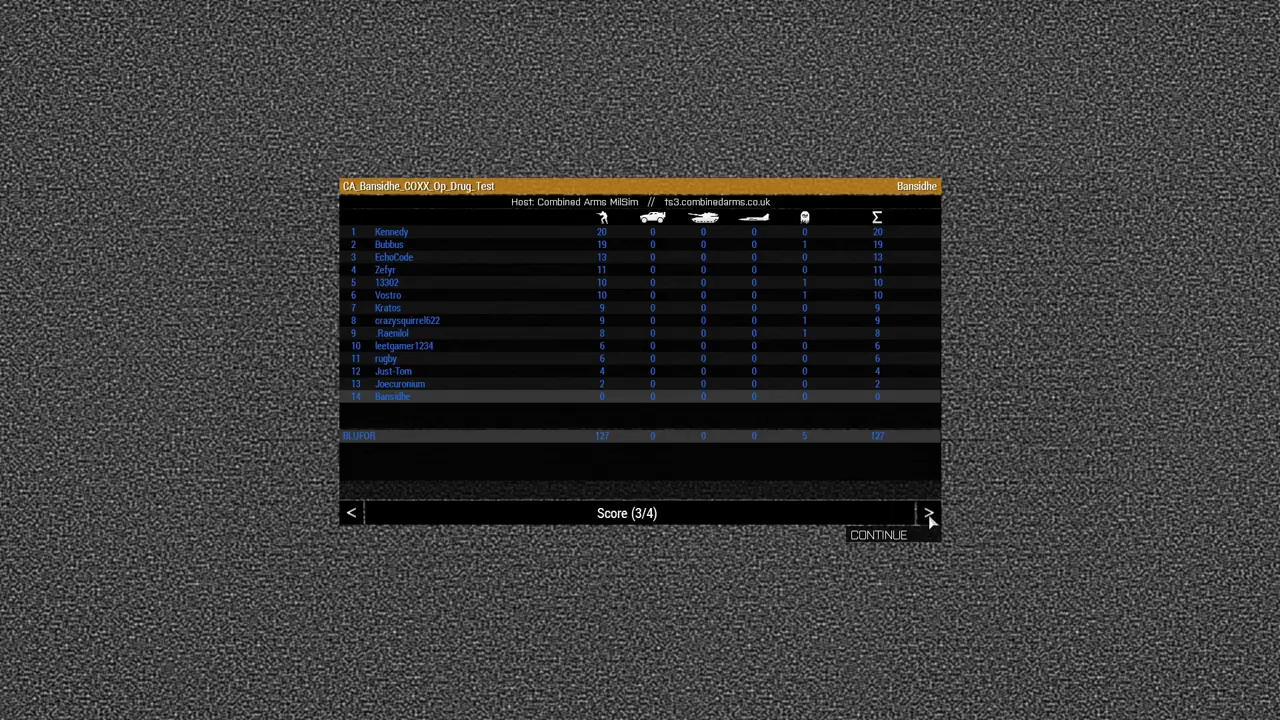 CA_Bansidhe_COXX_Op_Drug_Test Bansidhe
Host: Combined Arms MilSim // ts3.combinedarms.co.uk
Σ
1 Kennedy 20 0 0 0 0 20
2 Bubbus 19 0 0 0 1 19
3 EchoCode 13 0 0 0 0 13
4 Zefyr 11 0 0 0 0 11
5 13302 10 0 0 0 1 10
6 Vostro 10 0 0 0 1 10
7 Kratos 9 0 0 0 0 9
8 crazysquirrel622 9 0 0 0 1 9
9 Raenilol 8 0 0 0 1 8
10 leetgamer1234 6 0 0 0 0 6
11 rugby 6 0 0 0 0 6
12 Just-Tom 4 0 0 0 0 4
13 Joecuronium 2 0 0 0 0 2
14 Bansidhe 0 0 0 0 0 0
BLUFOR 127 0 0 0 5 127
< Score (3/4) >
CONTINUE